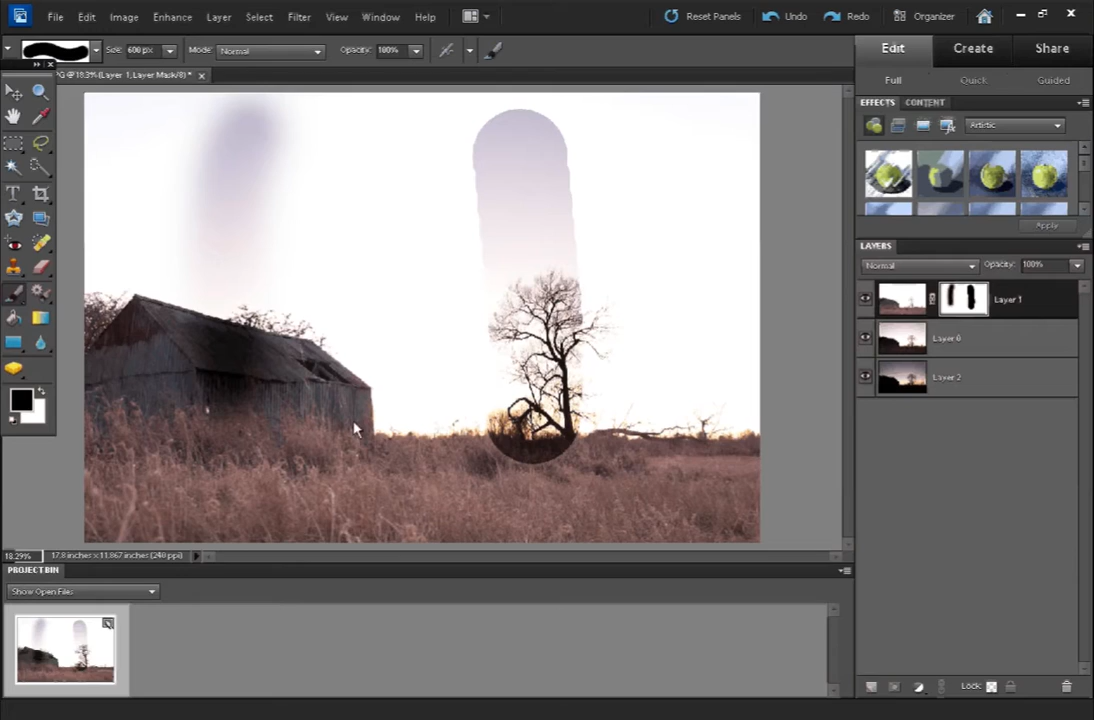 File Edit Image Enhance Layer Select Filter View Window Help Reset Panels Undo Redo Organizer
Size: 600 px Mode: Normal Opacity: 100%
Edit Create Share
PG @ 18.3% (Layer 1, Layer Mask/8) *
Full Quick Guided
EFFECTS CONTENT
Artistic
Apply
LAYERS
Normal Opacity: 100%
Layer 1
Layer 0
Layer 2
18.29% 17.8 inches x 11.867 inches (240 ppi)
PROJECT BIN
Show Open Files
Lock: